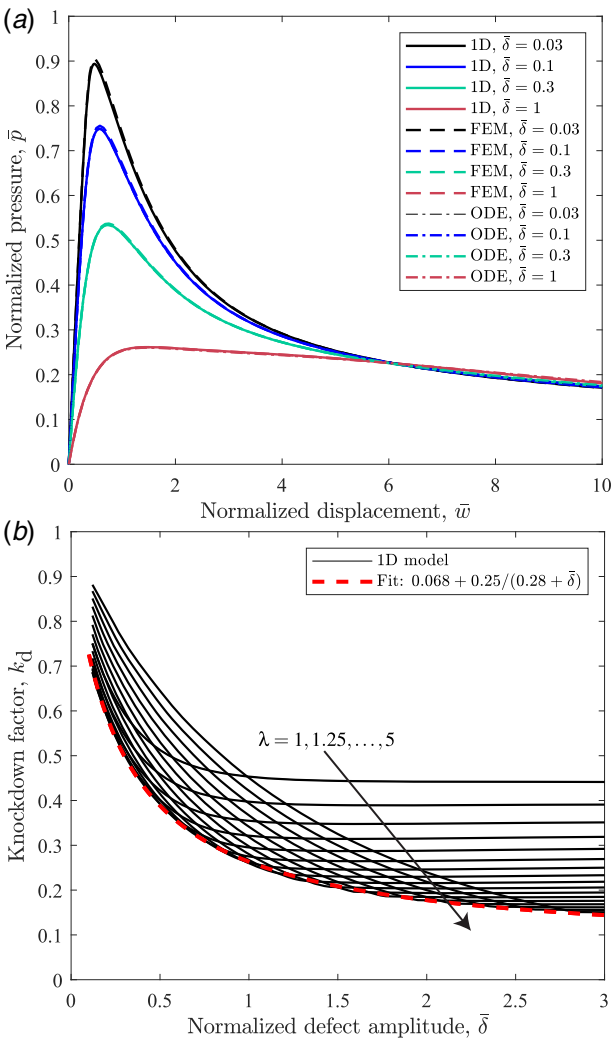 (a)
1
0.9
0.8
0.7
0.6
0.5
0.4
0.3
0.2
0.1
0
Normalized pressure, p̄
1D, δ̄ = 0.03
1D, δ̄ = 0.1
1D, δ̄ = 0.3
1D, δ̄ = 1
FEM, δ̄ = 0.03
FEM, δ̄ = 0.1
FEM, δ̄ = 0.3
FEM, δ̄ = 1
ODE, δ̄ = 0.03
ODE, δ̄ = 0.1
ODE, δ̄ = 0.3
ODE, δ̄ = 1
0 2 4 6 8 10
Normalized displacement, w̄
(b)
1
0.9
0.8
0.7
0.6
0.5
0.4
0.3
0.2
0.1
0
Knockdown factor, k_d
1D model
Fit: 0.068 + 0.25/(0.28 + δ̄)
λ = 1, 1.25, ..., 5
0 0.5 1 1.5 2 2.5 3
Normalized defect amplitude, δ̄